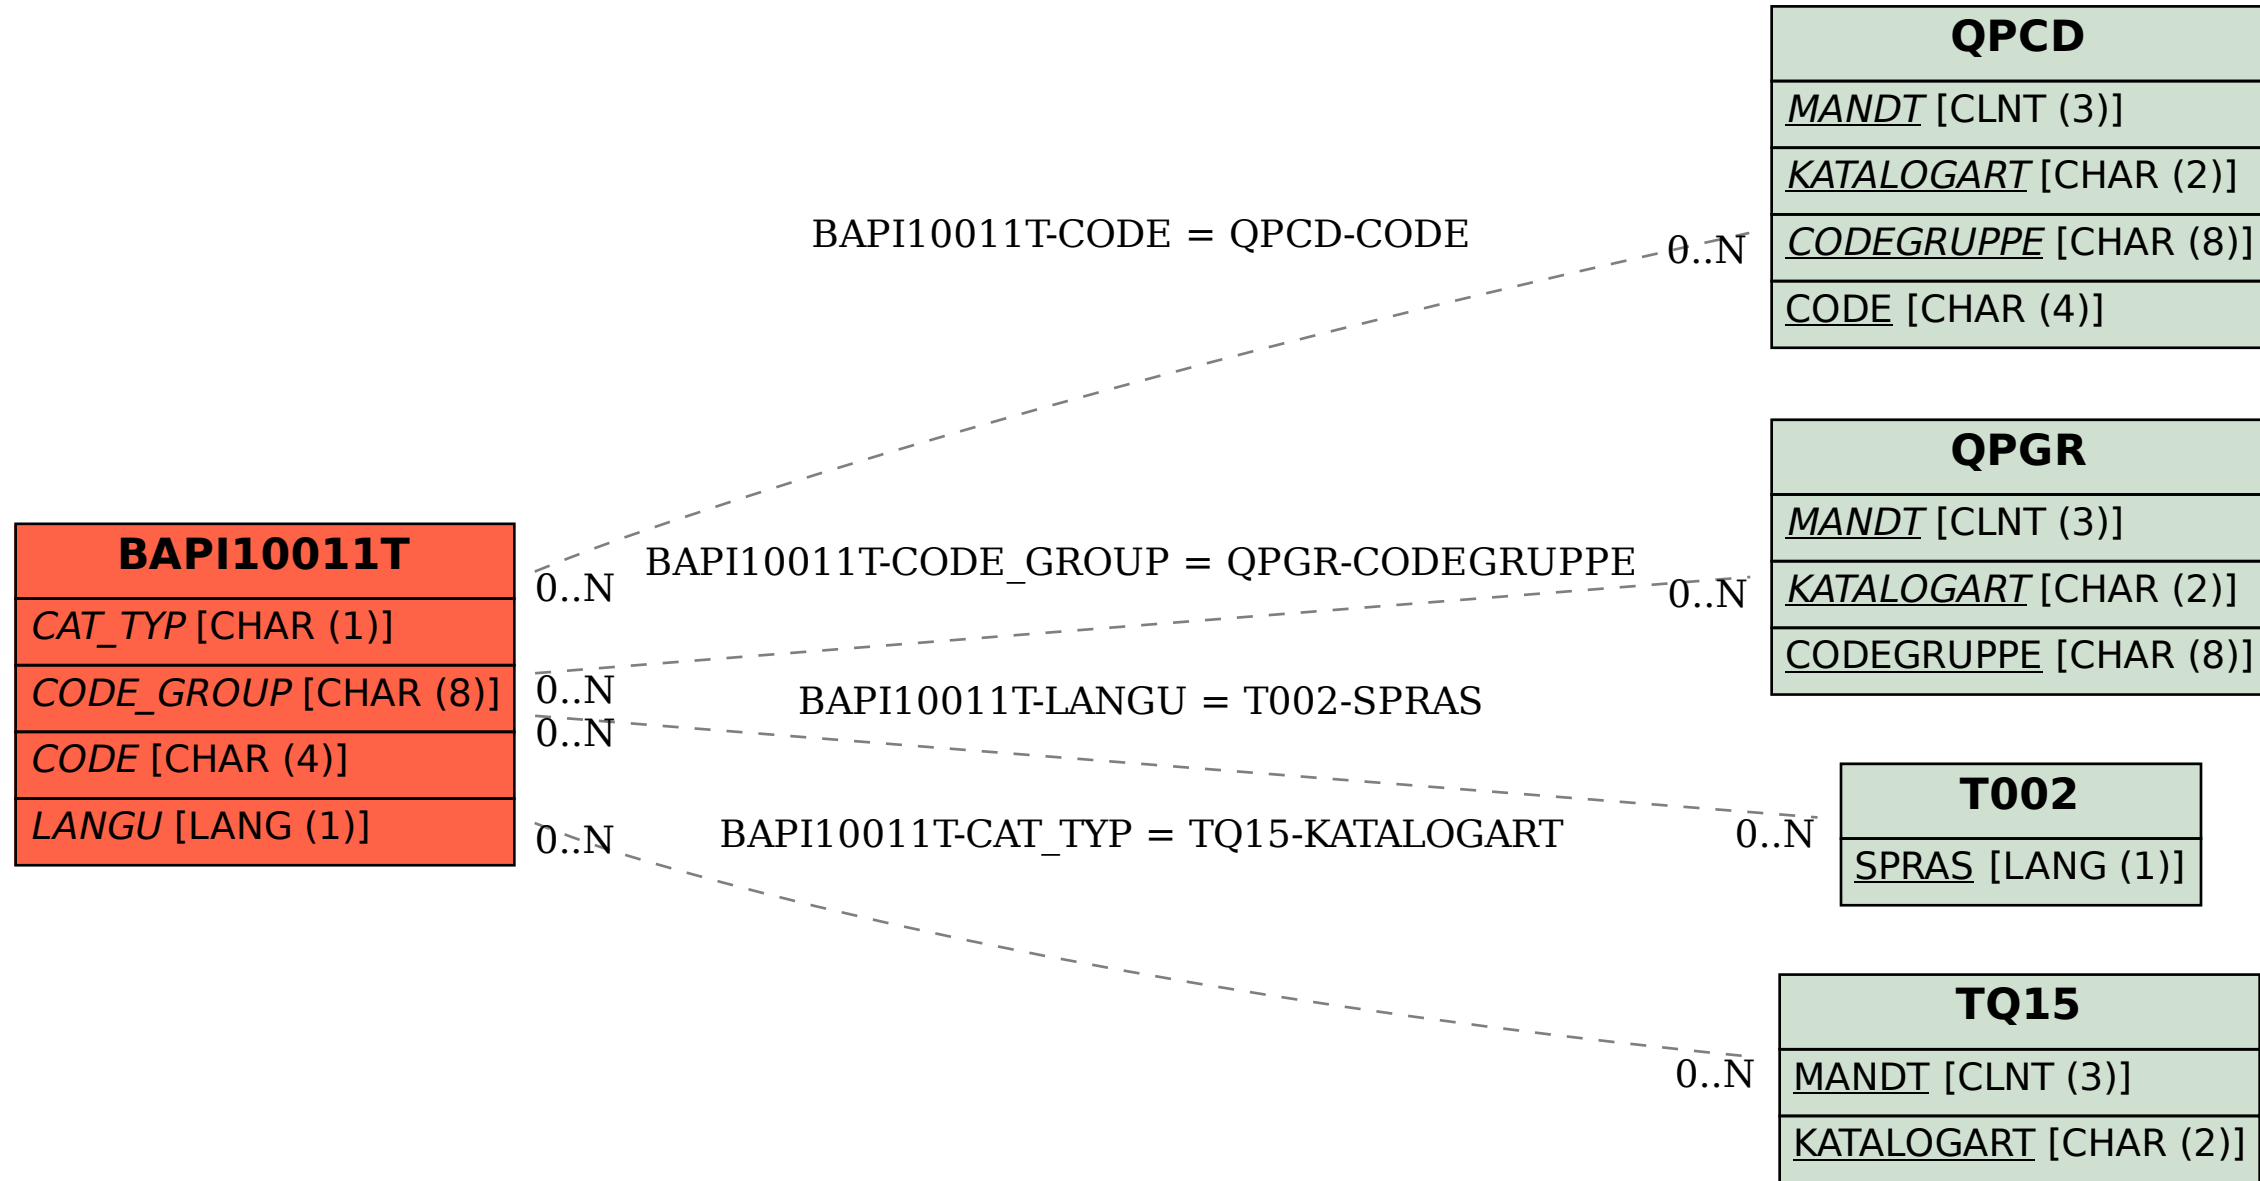 QPCD
MANDT [CLNT (3)]
KATALOGART [CHAR (2)]
CODEGRUPPE [CHAR (8)]
CODE [CHAR (4)]
BAPI10011T-CODE = QPCD-CODE
0..N
QPGR
MANDT [CLNT (3)]
KATALOGART [CHAR (2)]
CODEGRUPPE [CHAR (8)]
BAPI10011T
CAT_TYP [CHAR (1)]
CODE_GROUP [CHAR (8)]
CODE [CHAR (4)]
LANGU [LANG (1)]
0..N
BAPI10011T-CODE_GROUP = QPGR-CODEGRUPPE
0..N
0..N
BAPI10011T-LANGU = T002-SPRAS
0..N
0..N
T002
SPRAS [LANG (1)]
BAPI10011T-CAT_TYP = TQ15-KATALOGART
0..N
0..N
TQ15
MANDT [CLNT (3)]
KATALOGART [CHAR (2)]